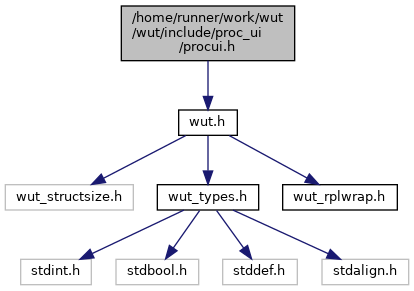 /home/runner/work/wut
/wut/include/proc_ui
/procui.h
wut.h
wut_structsize.h
wut_types.h
wut_rplwrap.h
stdint.h
stdbool.h
stddef.h
stdalign.h